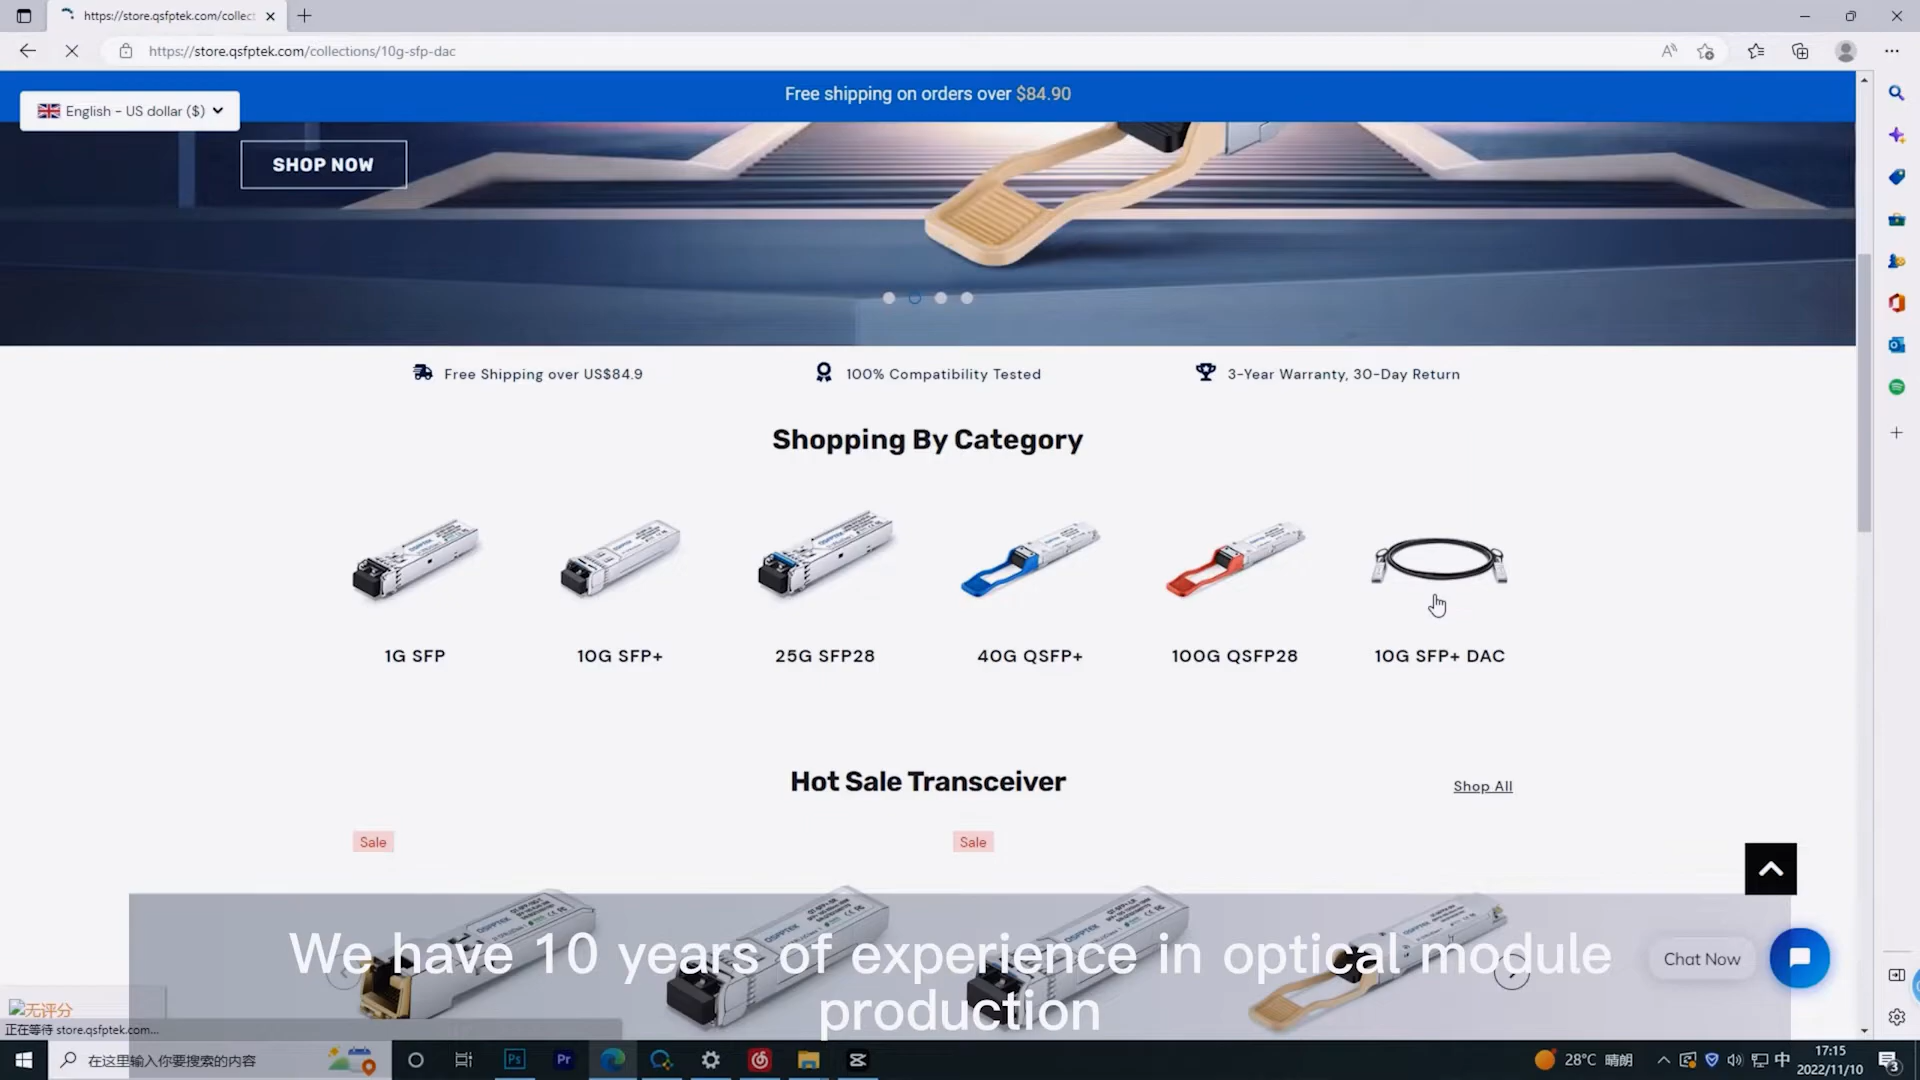 https://store.qsfptek.com/collec
https://store.qsfptek.com/collections/10g-sfp-dac
Free shipping on orders over $84.90
English - US dollar ($)
SHOP NOW
Free Shipping over US$84.9
100% Compatibility Tested
3-Year Warranty, 30-Day Return
Shopping By Category
1G SFP
10G SFP+
25G SFP28
40G QSFP+
100G QSFP28
10G SFP+ DAC
Hot Sale Transceiver
Shop All
Sale
Sale
QSFPTEK
We have 10 years of experience in optical module
production
Chat Now
无评分
正在等待 store.qsfptek.com...
在这里输入你要搜索的内容
Ps
Pr
28°C 晴朗
中
17:15
2022/11/10
3